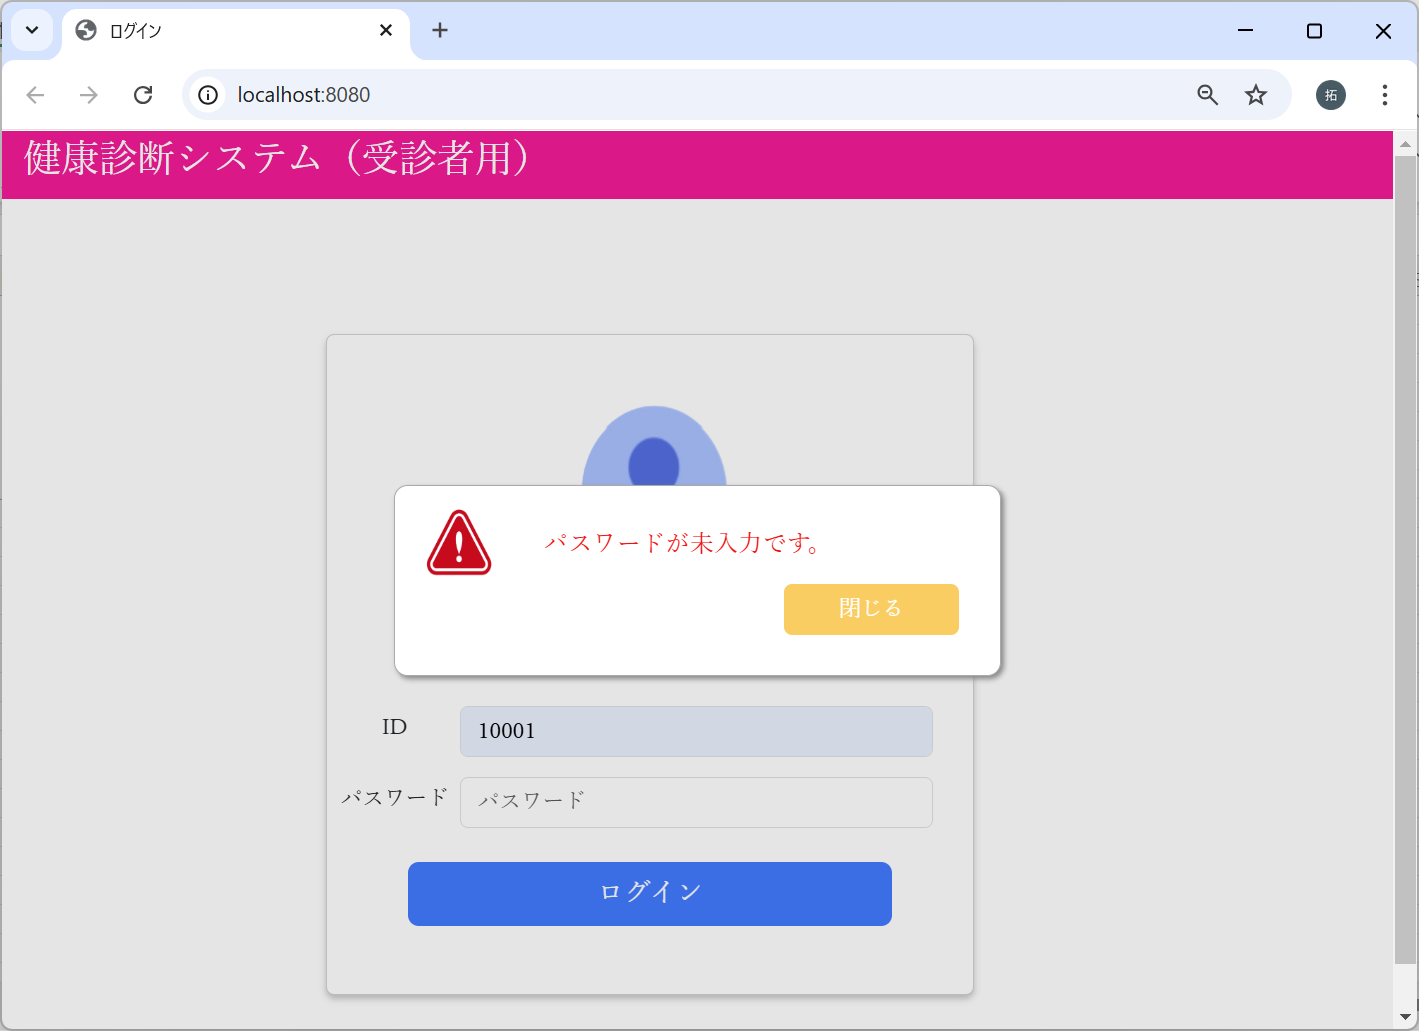 ログイン
localhost:8080
拓
健康診断システム（受診者用）
パスワードが未入力です。
閉じる
ID
10001
パスワード
パスワード
ログイン